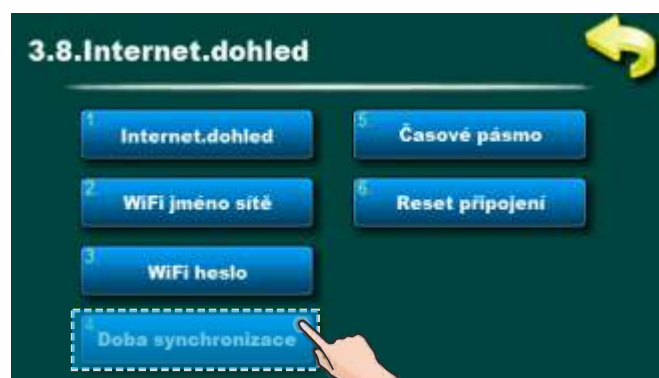 3.8.Internet.dohled
1 Internet.dohled
2 WiFi jméno sítě
3 WiFi heslo
4 Doba synchronizace
5 Časové pásmo
6 Reset připojení